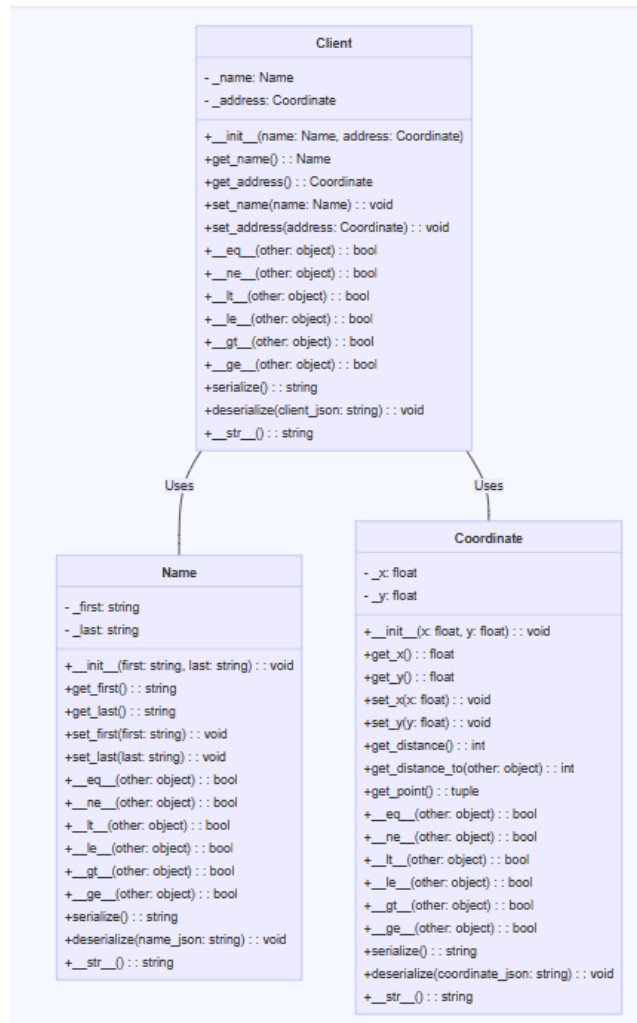 Client
- _name: Name
- _address: Coordinate
+__init__(name: Name, address: Coordinate)
+get_name() : : Name
+get_address() : : Coordinate
+set_name(name: Name) : : void
+set_address(address: Coordinate) : : void
+__eq__(other: object) : : bool
+__ne__(other: object) : : bool
+__lt__(other: object) : : bool
+__le__(other: object) : : bool
+__gt__(other: object) : : bool
+__ge__(other: object) : : bool
+serialize() : : string
+deserialize(client_json: string) : : void
+__str__() : : string
Uses
Uses
Name
- _first: string
- _last: string
+__init__(first: string, last: string) : : void
+get_first() : : string
+get_last() : : string
+set_first(first: string) : : void
+set_last(last: string) : : void
+__eq__(other: object) : : bool
+__ne__(other: object) : : bool
+__lt__(other: object) : : bool
+__le__(other: object) : : bool
+__gt__(other: object) : : bool
+__ge__(other: object) : : bool
+serialize() : : string
+deserialize(name_json: string) : : void
+__str__() : : string
Coordinate
- _x: float
- _y: float
+__init__(x: float, y: float) : : void
+get_x() : : float
+get_y() : : float
+set_x(x: float) : : void
+set_y(y: float) : : void
+get_distance() : : int
+get_distance_to(other: object) : : int
+get_point() : : tuple
+__eq__(other: object) : : bool
+__ne__(other: object) : : bool
+__lt__(other: object) : : bool
+__le__(other: object) : : bool
+__gt__(other: object) : : bool
+__ge__(other: object) : : bool
+serialize() : : string
+deserialize(coordinate_json: string) : : void
+__str__() : : string